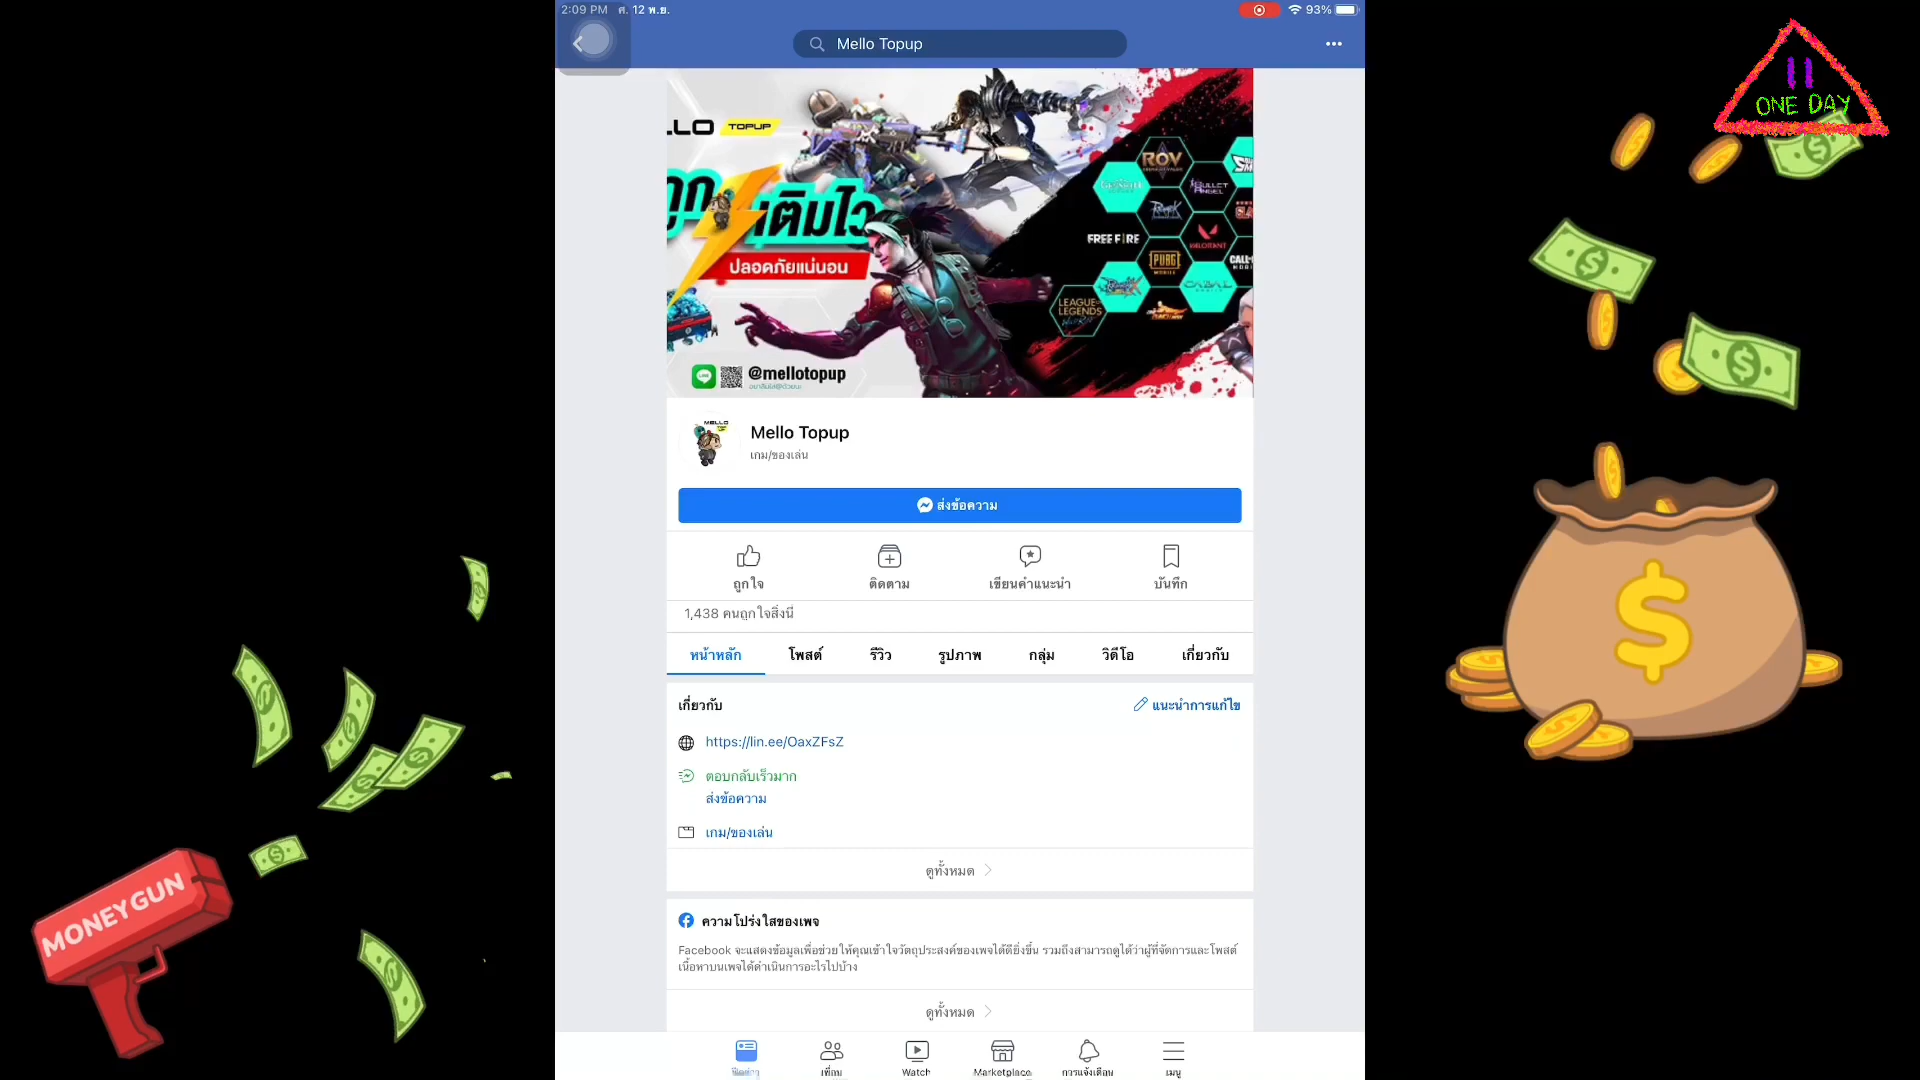 2:09 PM ศ. 12 พ.ย.
93%
Mello Topup
ONE DAY
LLO TOPUP
ถูก เติมไว
ปลอดภัยแน่นอน
ROV
BULLET ANGEL
FREE FIRE
PUBG MOBILE
LEAGUE OF LEGENDS
@mellotopup
Mello Topup
เกม/ของเล่น
ส่งข้อความ
ถูกใจ ติดตาม เขียนคำแนะนำ บันทึก
1,438 คนถูกใจสิ่งนี้
หน้าหลัก โพสต์ รีวิว รูปภาพ กลุ่ม วิดีโอ เกี่ยวกับ
เกี่ยวกับ แนะนำการแก้ไข
https://lin.ee/OaxZFsZ
ตอบกลับเร็วมาก
ส่งข้อความ
เกม/ของเล่น
ดูทั้งหมด
ความโปร่งใสของเพจ
Facebook จะแสดงข้อมูลเพื่อช่วยให้คุณเข้าใจวัตถุประสงค์ของเพจได้ดียิ่งขึ้น รวมถึงสามารถดูได้ว่าผู้ที่จัดการและโพสต์
เนื้อหาบนเพจได้ดำเนินการอะไรไปบ้าง
ดูทั้งหมด
ฟีดข่าว เพื่อน Watch Marketplace การแจ้งเตือน เมนู
MONEYGUN